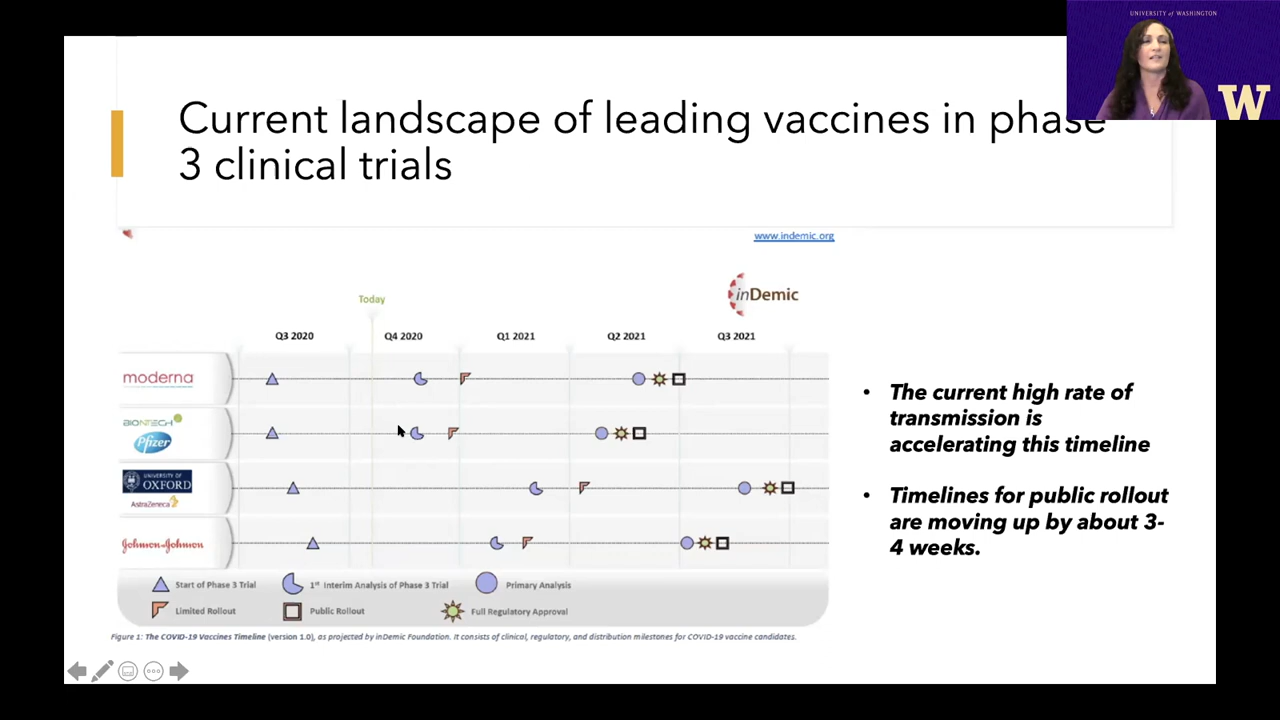 UNIVERSITY of WASHINGTON
W
Current landscape of leading vaccines in phase
3 clinical trials
www.indemic.org
inDemic
Today
Q3 2020 Q4 2020 Q1 2021 Q2 2021 Q3 2021
moderna
BIONTECH
Pfizer
UNIVERSITY OF
OXFORD
AstraZeneca
Johnson & Johnson
Start of Phase 3 Trial 1st Interim Analysis of Phase 3 Trial Primary Analysis
Limited Rollout Public Rollout Full Regulatory Approval
Figure 1: The COVID-19 Vaccines Timeline (version 1.0), as projected by inDemic Foundation. It consists of clinical, regulatory, and distribution milestones for COVID-19 vaccine candidates.
• The current high rate of
transmission is
accelerating this timeline
• Timelines for public rollout
are moving up by about 3-
4 weeks.